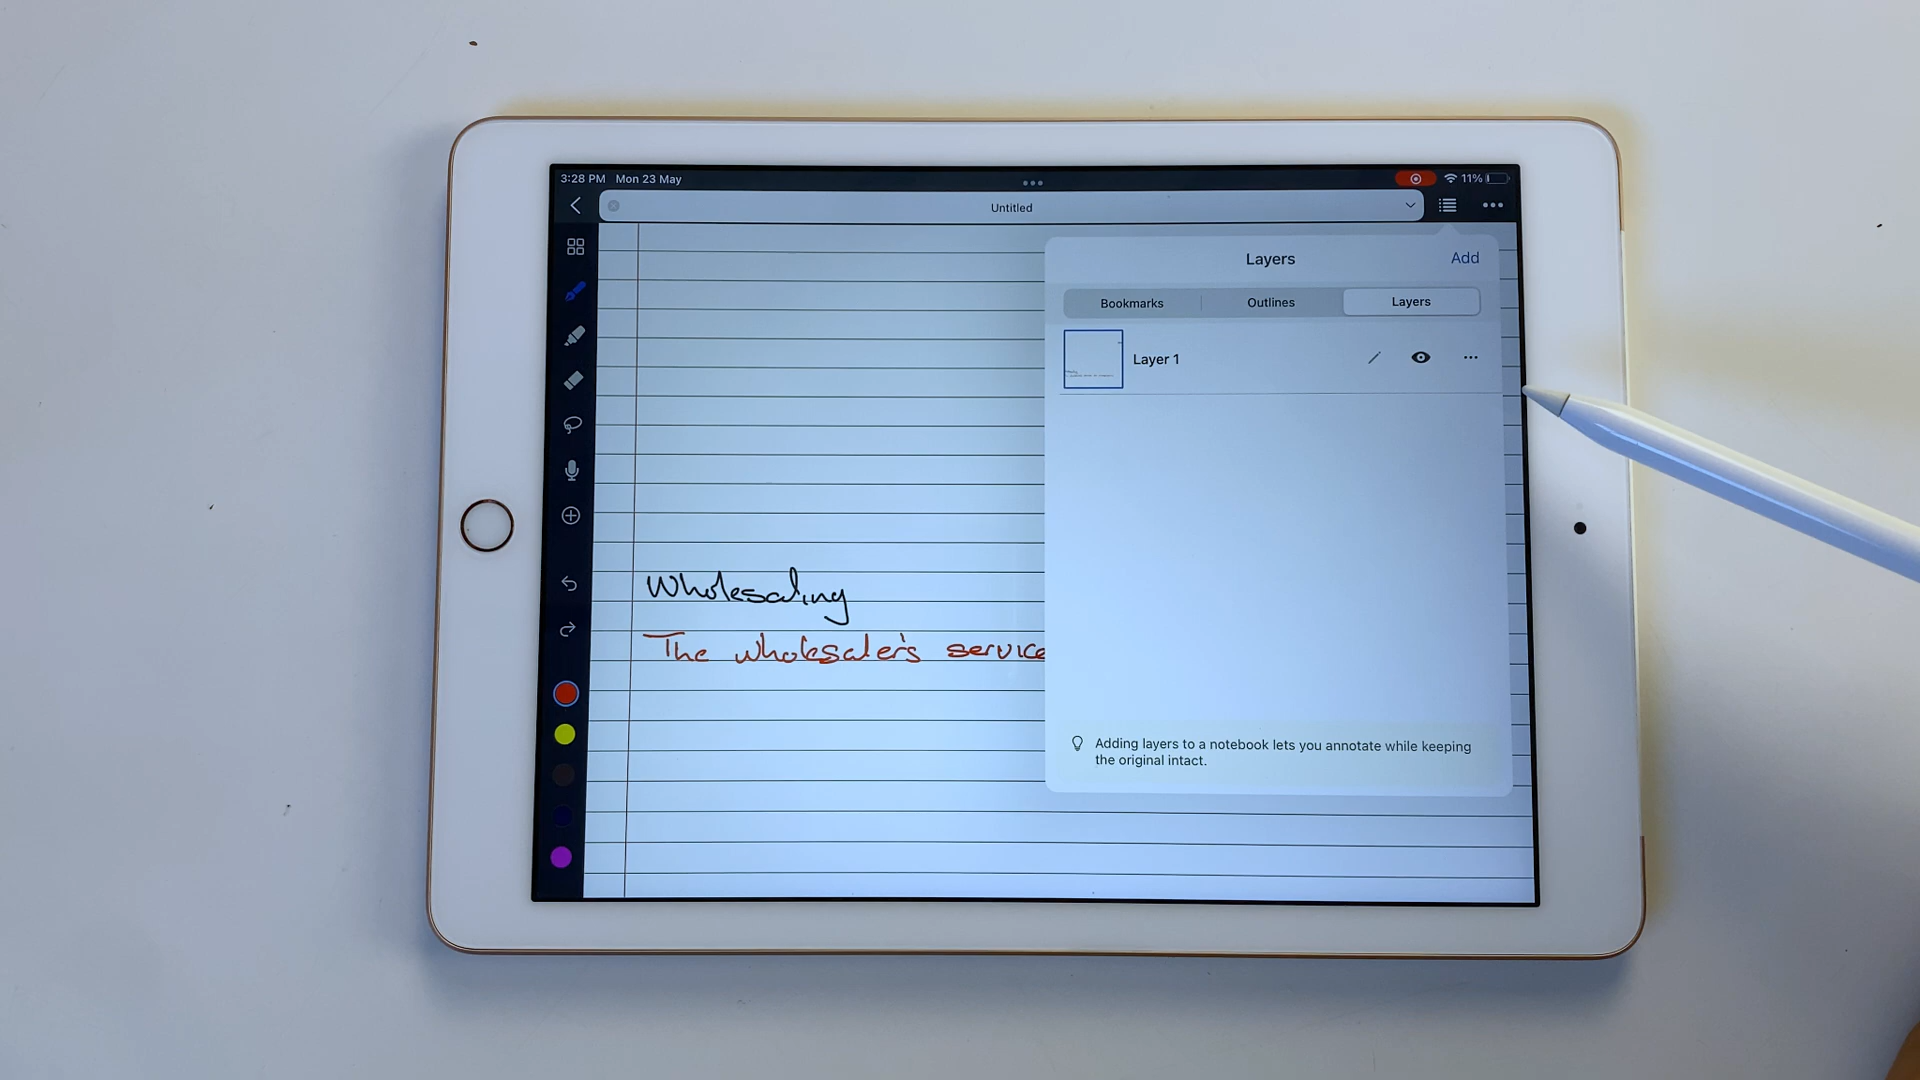 3:28 PM Mon 23 May
11%
Untitled
Layers
Add
Bookmarks
Outlines
Layers
Layer 1
Wholesaling
The wholesaler's service
Adding layers to a notebook lets you annotate while keeping
the original intact.